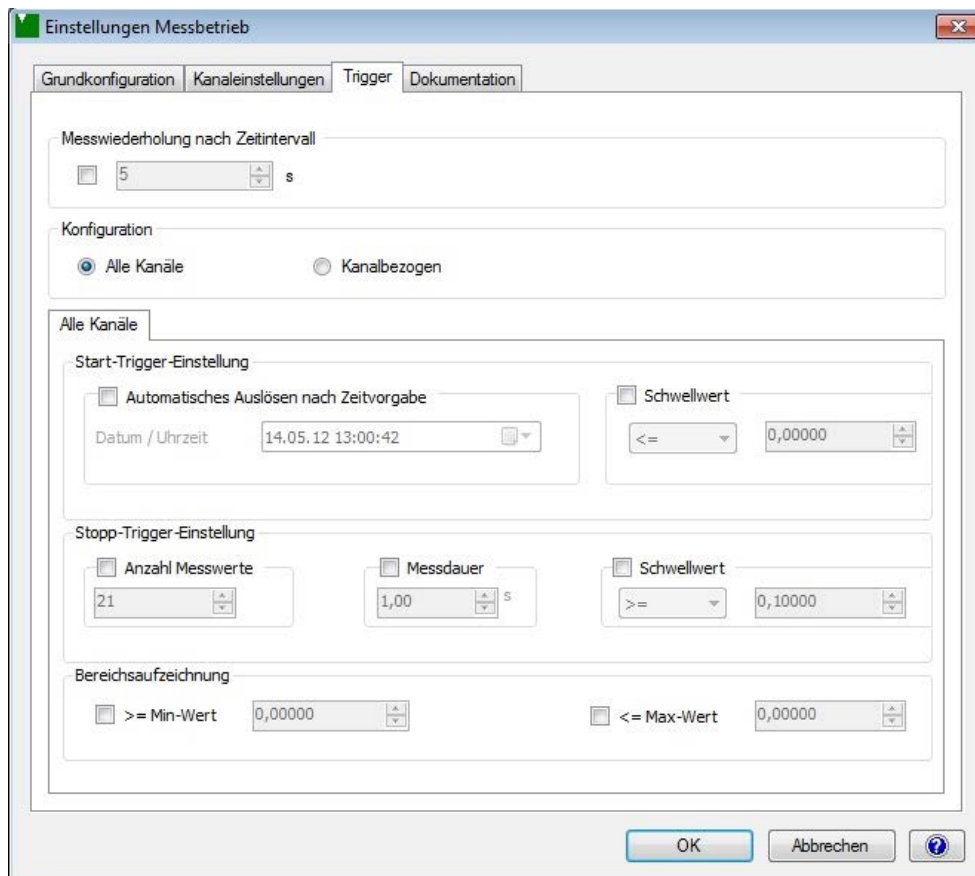 Einstellungen Messbetrieb
Grundkonfiguration Kanaleinstellungen Trigger Dokumentation
Messwiederholung nach Zeitintervall
5 s
Konfiguration
Alle Kanäle Kanalbezogen
Alle Kanäle
Start-Trigger-Einstellung
Automatisches Auslösen nach Zeitvorgabe Schwellwert
Datum / Uhrzeit 14.05.12 13:00:42 <= 0,00000
Stopp-Trigger-Einstellung
Anzahl Messwerte Messdauer Schwellwert
21 1,00 s >= 0,10000
Bereichsaufzeichnung
>= Min-Wert 0,00000 <= Max-Wert 0,00000
OK Abbrechen ?